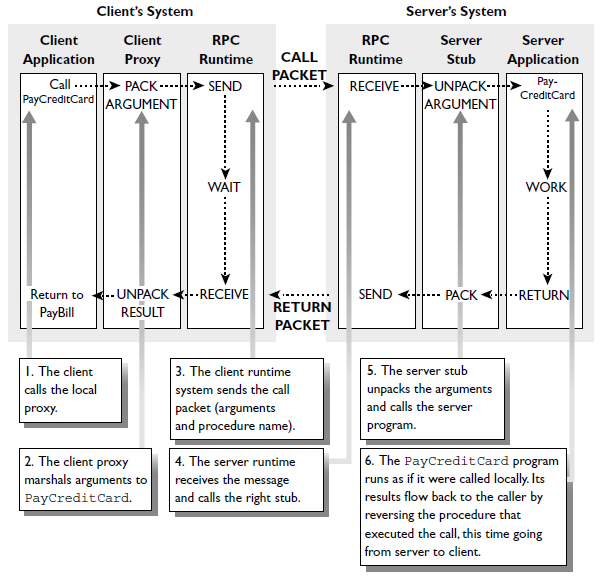 Client's System
Server's System
Client
Application
Client
Proxy
RPC
Runtime
CALL
PACKET
RPC
Runtime
Server
Stub
Server
Application
Call
PayCreditCard
PACK
ARGUMENT
SEND
RECEIVE
UNPACK
ARGUMENT
Pay-
CreditCard
WAIT
WORK
Return to
PayBill
UNPACK
RESULT
RECEIVE
RETURN
PACKET
SEND
PACK
RETURN
1. The client
calls the local
proxy.
2. The client proxy
marshals arguments to
PayCreditCard.
3. The client runtime
system sends the call
packet (arguments
and procedure name).
4. The server runtime
receives the message
and calls the right stub.
5. The server stub
unpacks the arguments
and calls the server
program.
6. The PayCreditCard program
runs as if it were called locally. Its
results flow back to the caller by
reversing the procedure that
executed the call, this time going
from server to client.